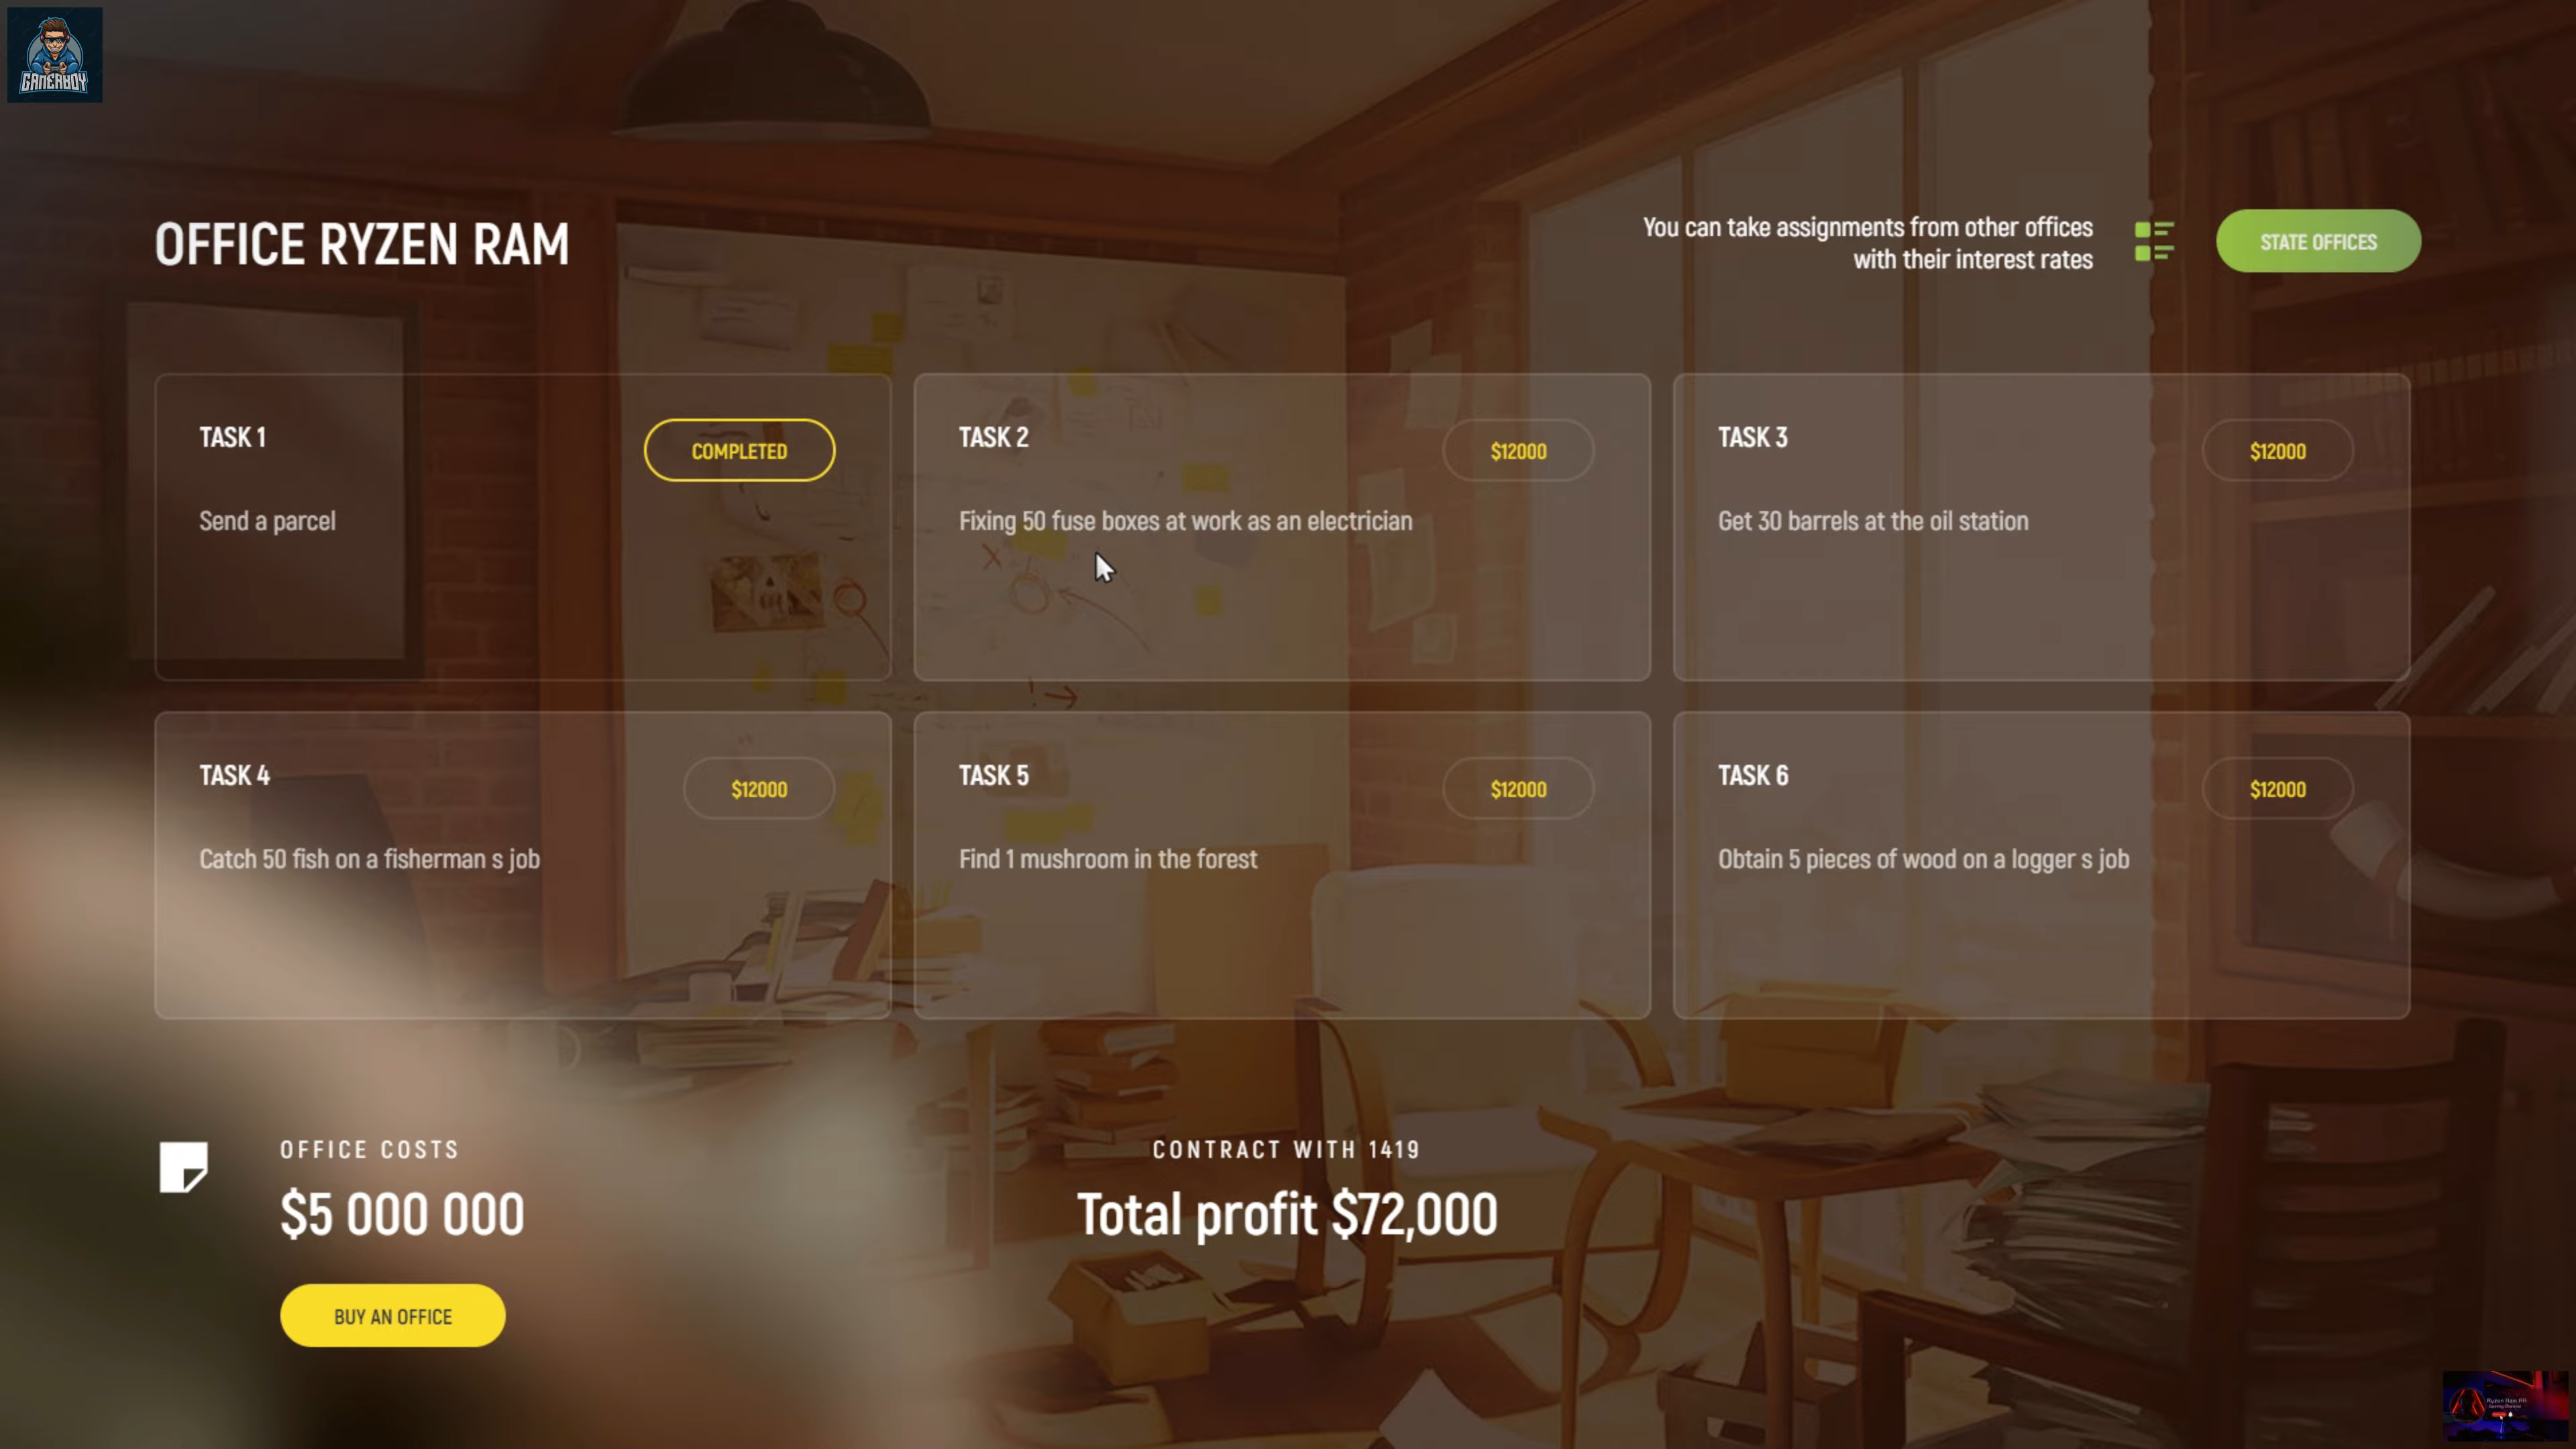 GAMERBOY
OFFICE RYZEN RAM
You can take assignments from other offices
with their interest rates
STATE OFFICES
TASK 1
COMPLETED
Send a parcel
TASK 2
$12000
Fixing 50 fuse boxes at work as an electrician
TASK 3
$12000
Get 30 barrels at the oil station
TASK 4
$12000
Catch 50 fish on a fisherman s job
TASK 5
$12000
Find 1 mushroom in the forest
TASK 6
$12000
Obtain 5 pieces of wood on a logger s job
OFFICE COSTS
$5 000 000
BUY AN OFFICE
CONTRACT WITH 1419
Total profit $72,000